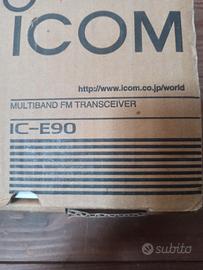 ICOM
http://www.icom.co.jp/world
MULTIBAND FM TRANSCEIVER
IC-E90
subito